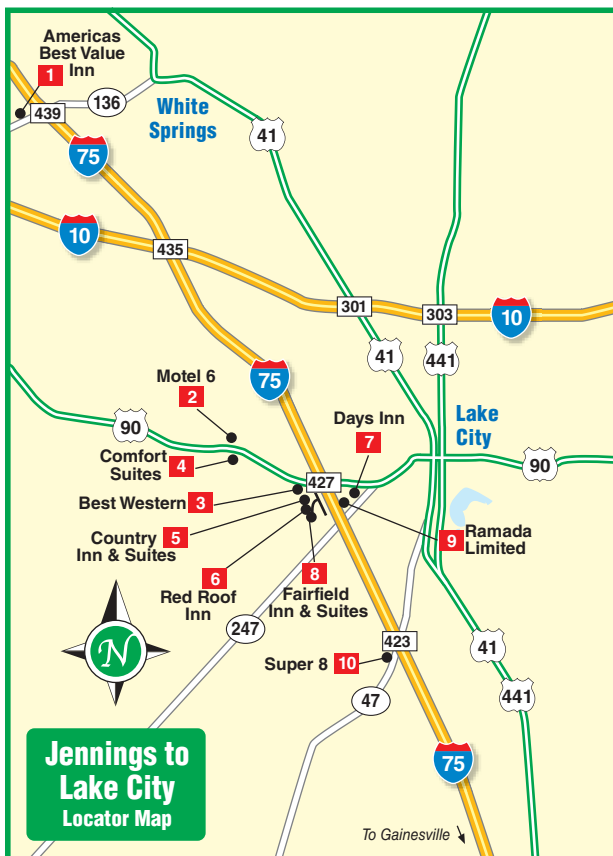 Americas
Best Value
Inn
1
136
439
White
Springs
41
75
10
435
301
303
10
41
441
75
Motel 6
2
90
Days Inn
7
Lake
City
Comfort
Suites
4
427
90
Best Western
3
Country
Inn & Suites
5
Ramada
Limited
9
6
Red Roof
Inn
8
Fairfield
Inn & Suites
247
N
423
41
Super 8
10
47
441
Jennings to
Lake City
Locator Map
75
To Gainesville